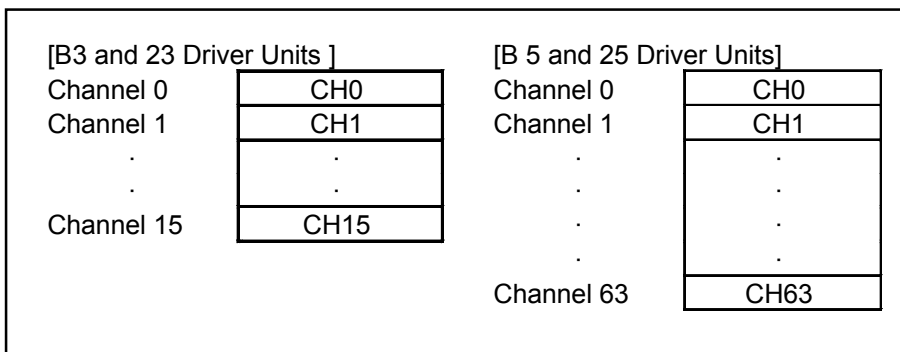 [B3 and 23 Driver Units ]
Channel 0 CH0
Channel 1 CH1
. .
. .
Channel 15 CH15
[B 5 and 25 Driver Units]
Channel 0 CH0
Channel 1 CH1
. .
. .
. .
. .
Channel 63 CH63